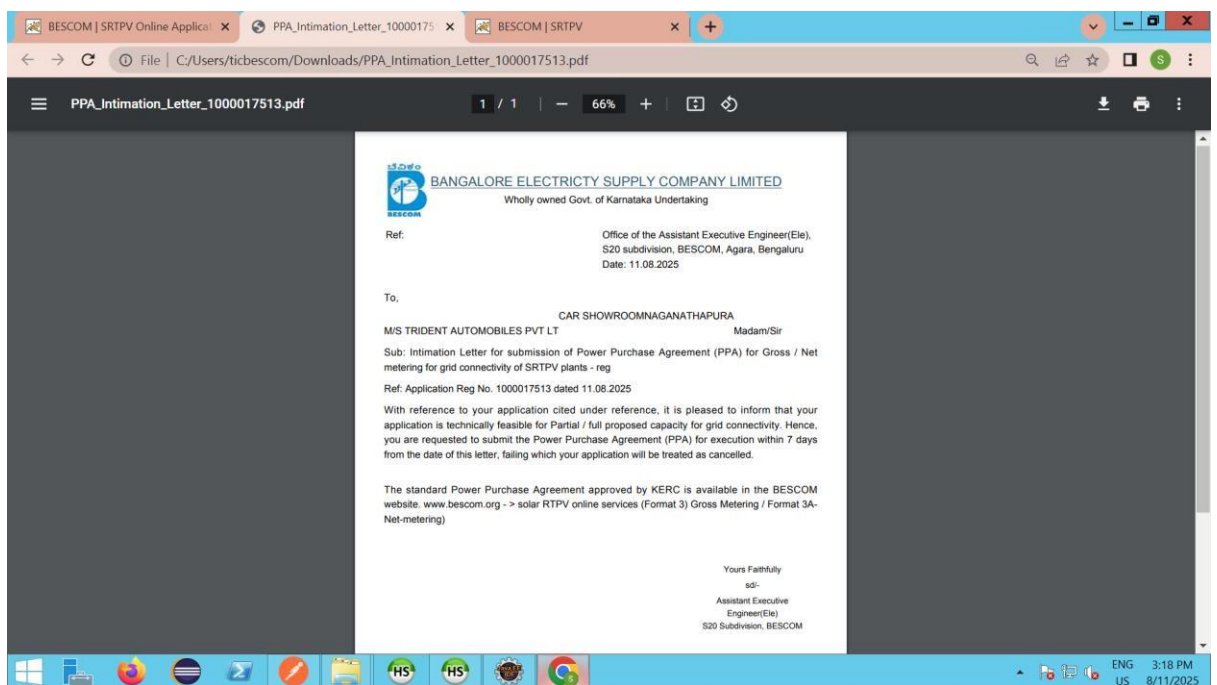 BESCOM | SRTPV Online Applicat
PPA_Intimation_Letter_10000175
BESCOM | SRTPV
File | C:/Users/ticbescom/Downloads/PPA_Intimation_Letter_1000017513.pdf
S
PPA_Intimation_Letter_1000017513.pdf
1 / 1
66%
ಬೆವಿಕಂ
BESCOM
BANGALORE ELECTRICTY SUPPLY COMPANY LIMITED
Wholly owned Govt. of Karnataka Undertaking
Ref:
Office of the Assistant Executive Engineer(Ele),
S20 subdivision, BESCOM, Agara, Bengaluru
Date: 11.08.2025
To,
CAR SHOWROOMNAGANATHAPURA
M/S TRIDENT AUTOMOBILES PVT LT Madam/Sir
Sub: Intimation Letter for submission of Power Purchase Agreement (PPA) for Gross / Net
metering for grid connectivity of SRTPV plants - reg
Ref: Application Reg No. 1000017513 dated 11.08.2025
With reference to your application cited under reference, it is pleased to inform that your
application is technically feasible for Partial / full proposed capacity for grid connectivity. Hence,
you are requested to submit the Power Purchase Agreement (PPA) for execution within 7 days
from the date of this letter, failing which your application will be treated as cancelled.
The standard Power Purchase Agreement approved by KERC is available in the BESCOM
website. www.bescom.org - > solar RTPV online services (Format 3) Gross Metering / Format 3A-
Net-metering)
Yours Faithfully
sd/-
Assistant Executive
Engineer(Ele)
S20 Subdivision, BESCOM
HS
HS
ENG
US
3:18 PM
8/11/2025